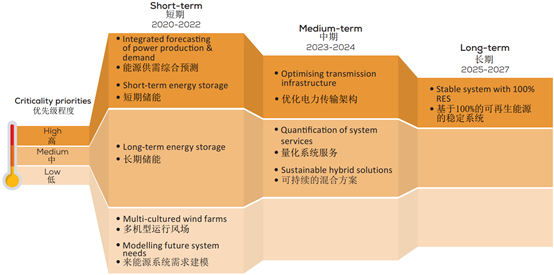 Short-term
短期
2020-2022
Medium-term
中期
2023-2024
Long-term
长期
2025-2027
Criticality priorities
优先级程度
High
高
Medium
中
Low
低
• Integrated forecasting
of power production &
demand
• 能源供需综合预测
• Short-term energy storage
• 短期储能
• Long-term energy storage
• 长期储能
• Multi-cultured wind farms
• 多机型运行风场
• Modelling future system
needs
• 来能源系统需求建模
• Optimising transmission
infrastructure
• 优化电力传输架构
• Quantification of system
services
• 量化系统服务
• Sustainable hybrid solutions
• 可持续的混合方案
• Stable system with 100%
RES
• 基于100%的可再生能源
的稳定系统